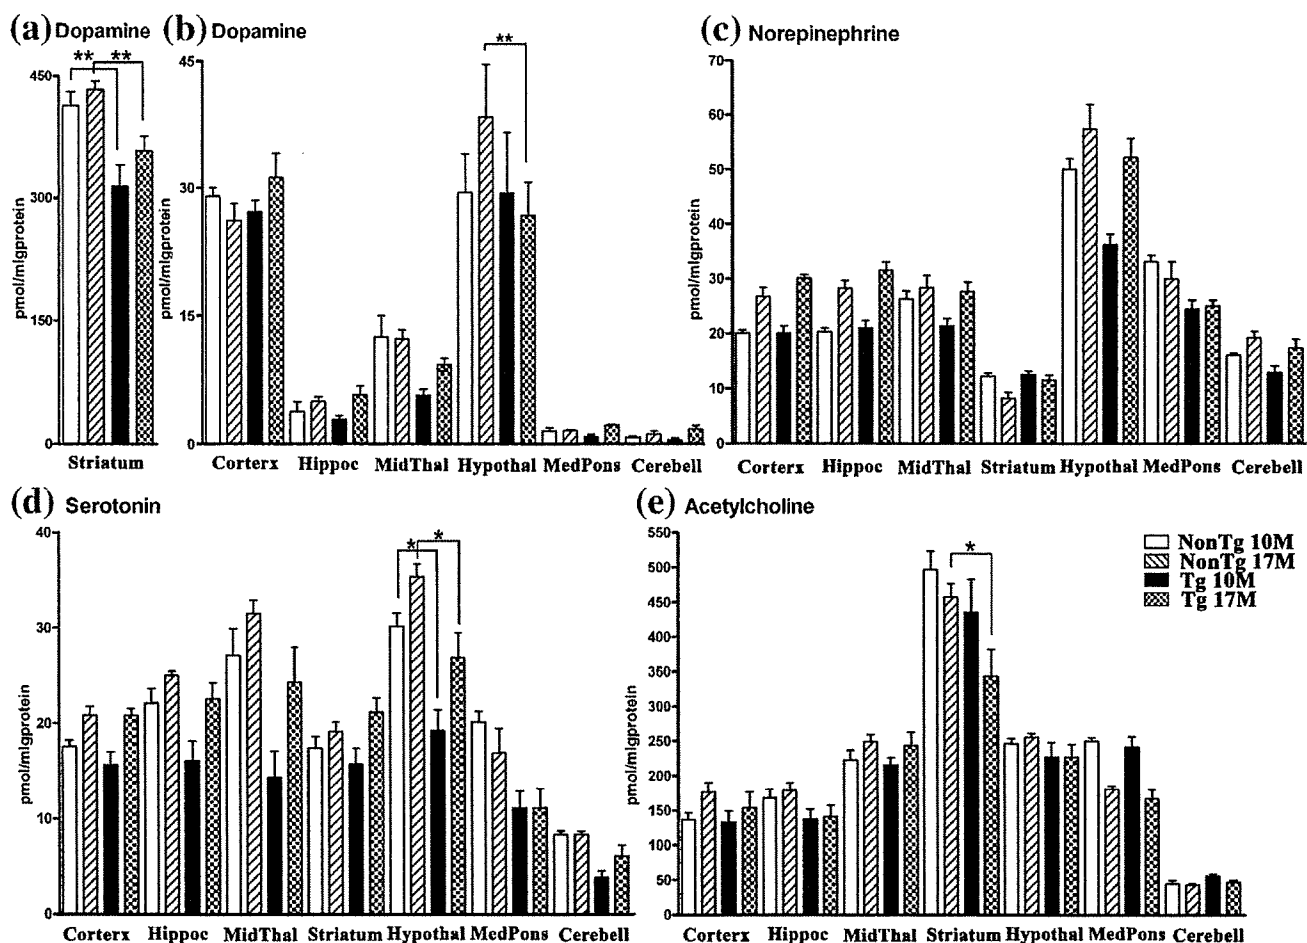 (a) Dopamine
** **
450
300
150
0
pmol/mlgprotein
Striatum
(b) Dopamine
**
45
30
15
0
pmol/mlgprotein
Corterx Hippoc MidThal Hypothal MedPons Cerebell
(c) Norepinephrine
70
60
50
40
30
20
10
0
pmol/mlgprotein
Corterx Hippoc MidThal Striatum Hypothal MedPons Cerebell
(d) Serotonin
* *
40
30
20
10
0
pmol/mlgprotein
Corterx Hippoc MidThal Striatum Hypothal MedPons Cerebell
(e) Acetylcholine
*
550
500
450
400
350
300
250
200
150
100
50
0
pmol/mlgprotein
Corterx Hippoc MidThal Striatum Hypothal MedPons Cerebell
NonTg 10M
NonTg 17M
Tg 10M
Tg 17M